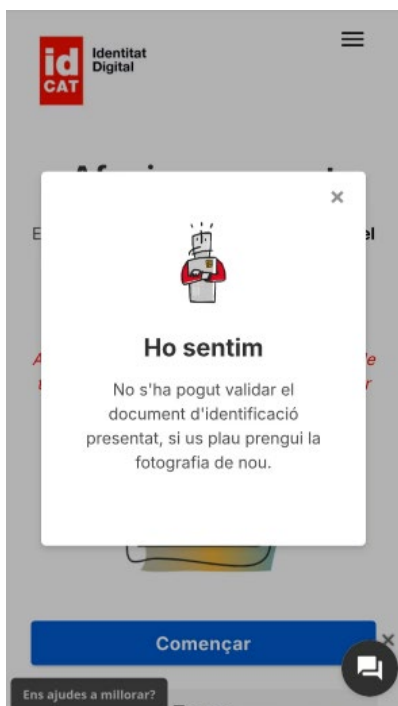 id
CAT
Identitat
Digital
×
Ho sentim
No s'ha pogut validar el
document d'identificació
presentat, si us plau prengui la
fotografia de nou.
Començar
×
Ens ajudes a millorar?